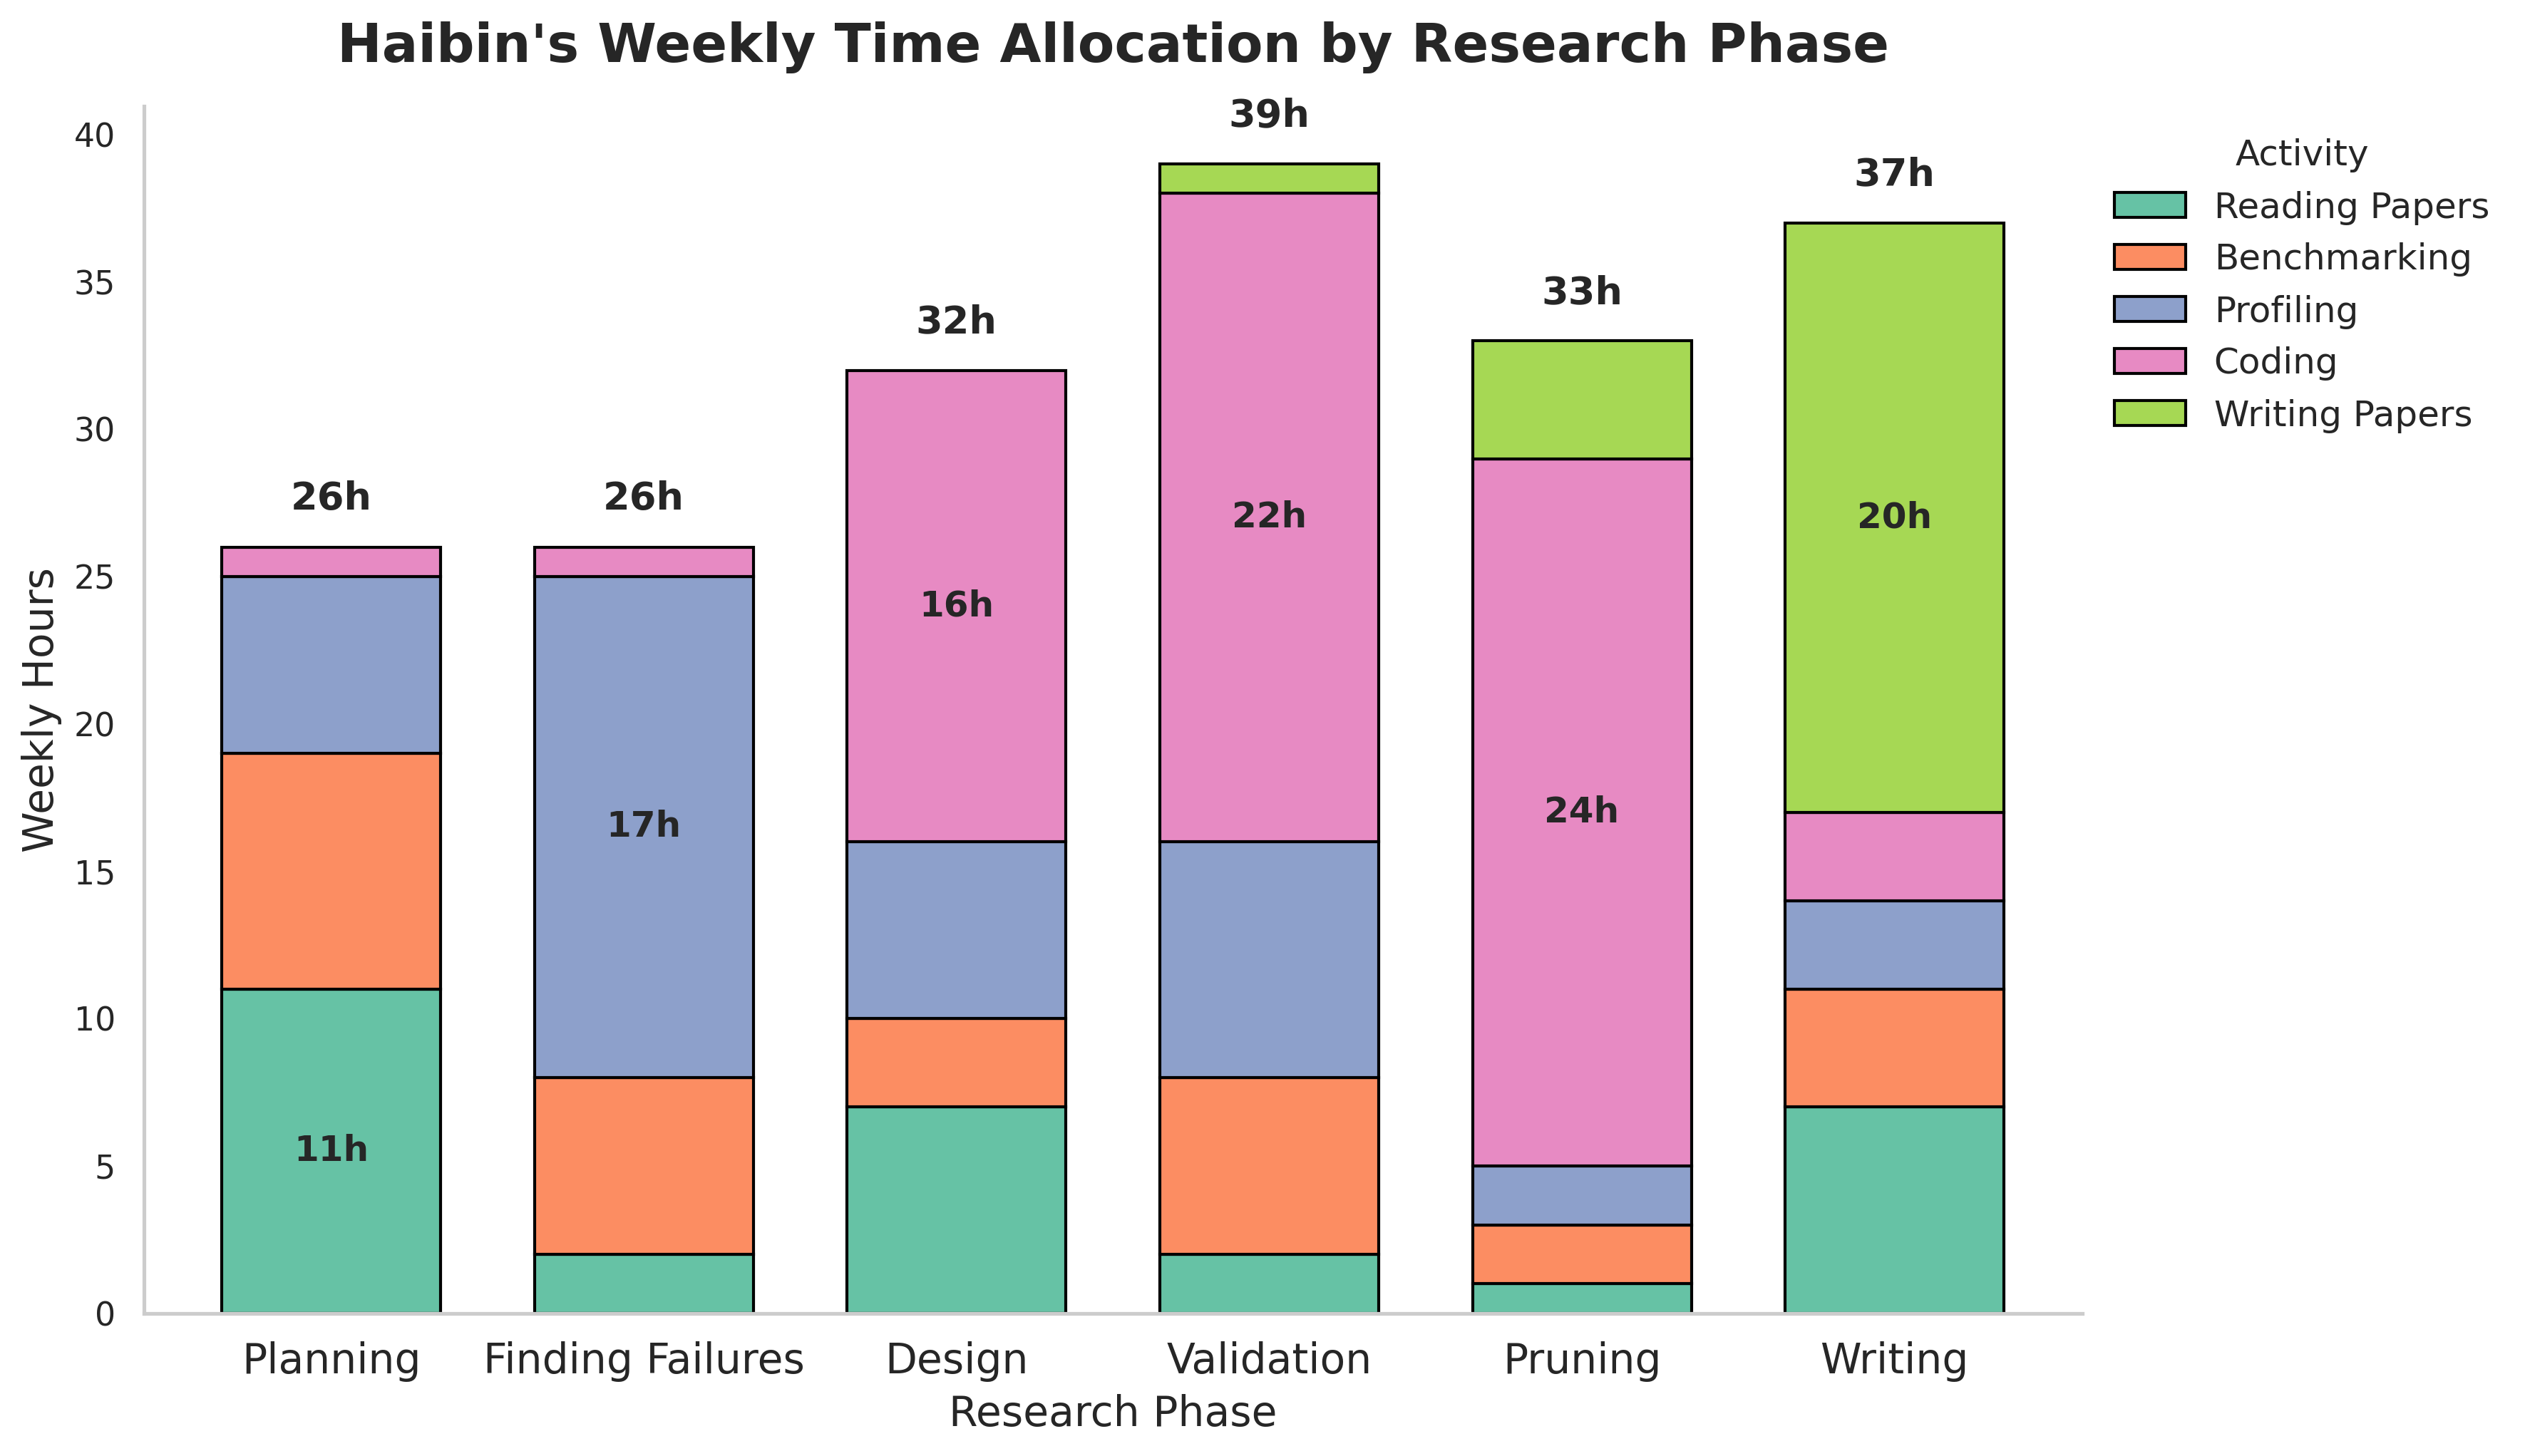 Haibin's Weekly Time Allocation by Research Phase
39h
40
Activity
37h
Reading Papers
Benchmarking
35
33h
Profiling
32h
Coding
Writing Papers
30
26h
26h
22h
20h
25
16h
Weekly Hours
20
17h
24h
15
10
11h
5
0
Planning
Finding Failures
Design
Validation
Pruning
Writing
Research Phase